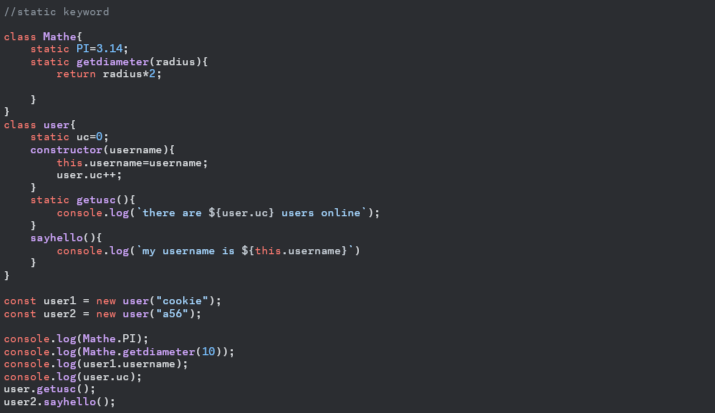 //static keyword
class Mathe{
static PI=3.14;
static getdiameter(radius){
return radius*2;
}
}
class user{
static uc=0;
constructor(username){
this.username=username;
user.uc++;
}
static getusc(){
console.log(`there are ${user.uc} users online`);
}
sayhello(){
console.log(`my username is ${this.username}`)
}
}
const user1 = new user("cookie");
const user2 = new user("a56");
console.log(Mathe.PI);
console.log(Mathe.getdiameter(10));
console.log(user1.username);
console.log(user.uc);
user.getusc();
user2.sayhello();